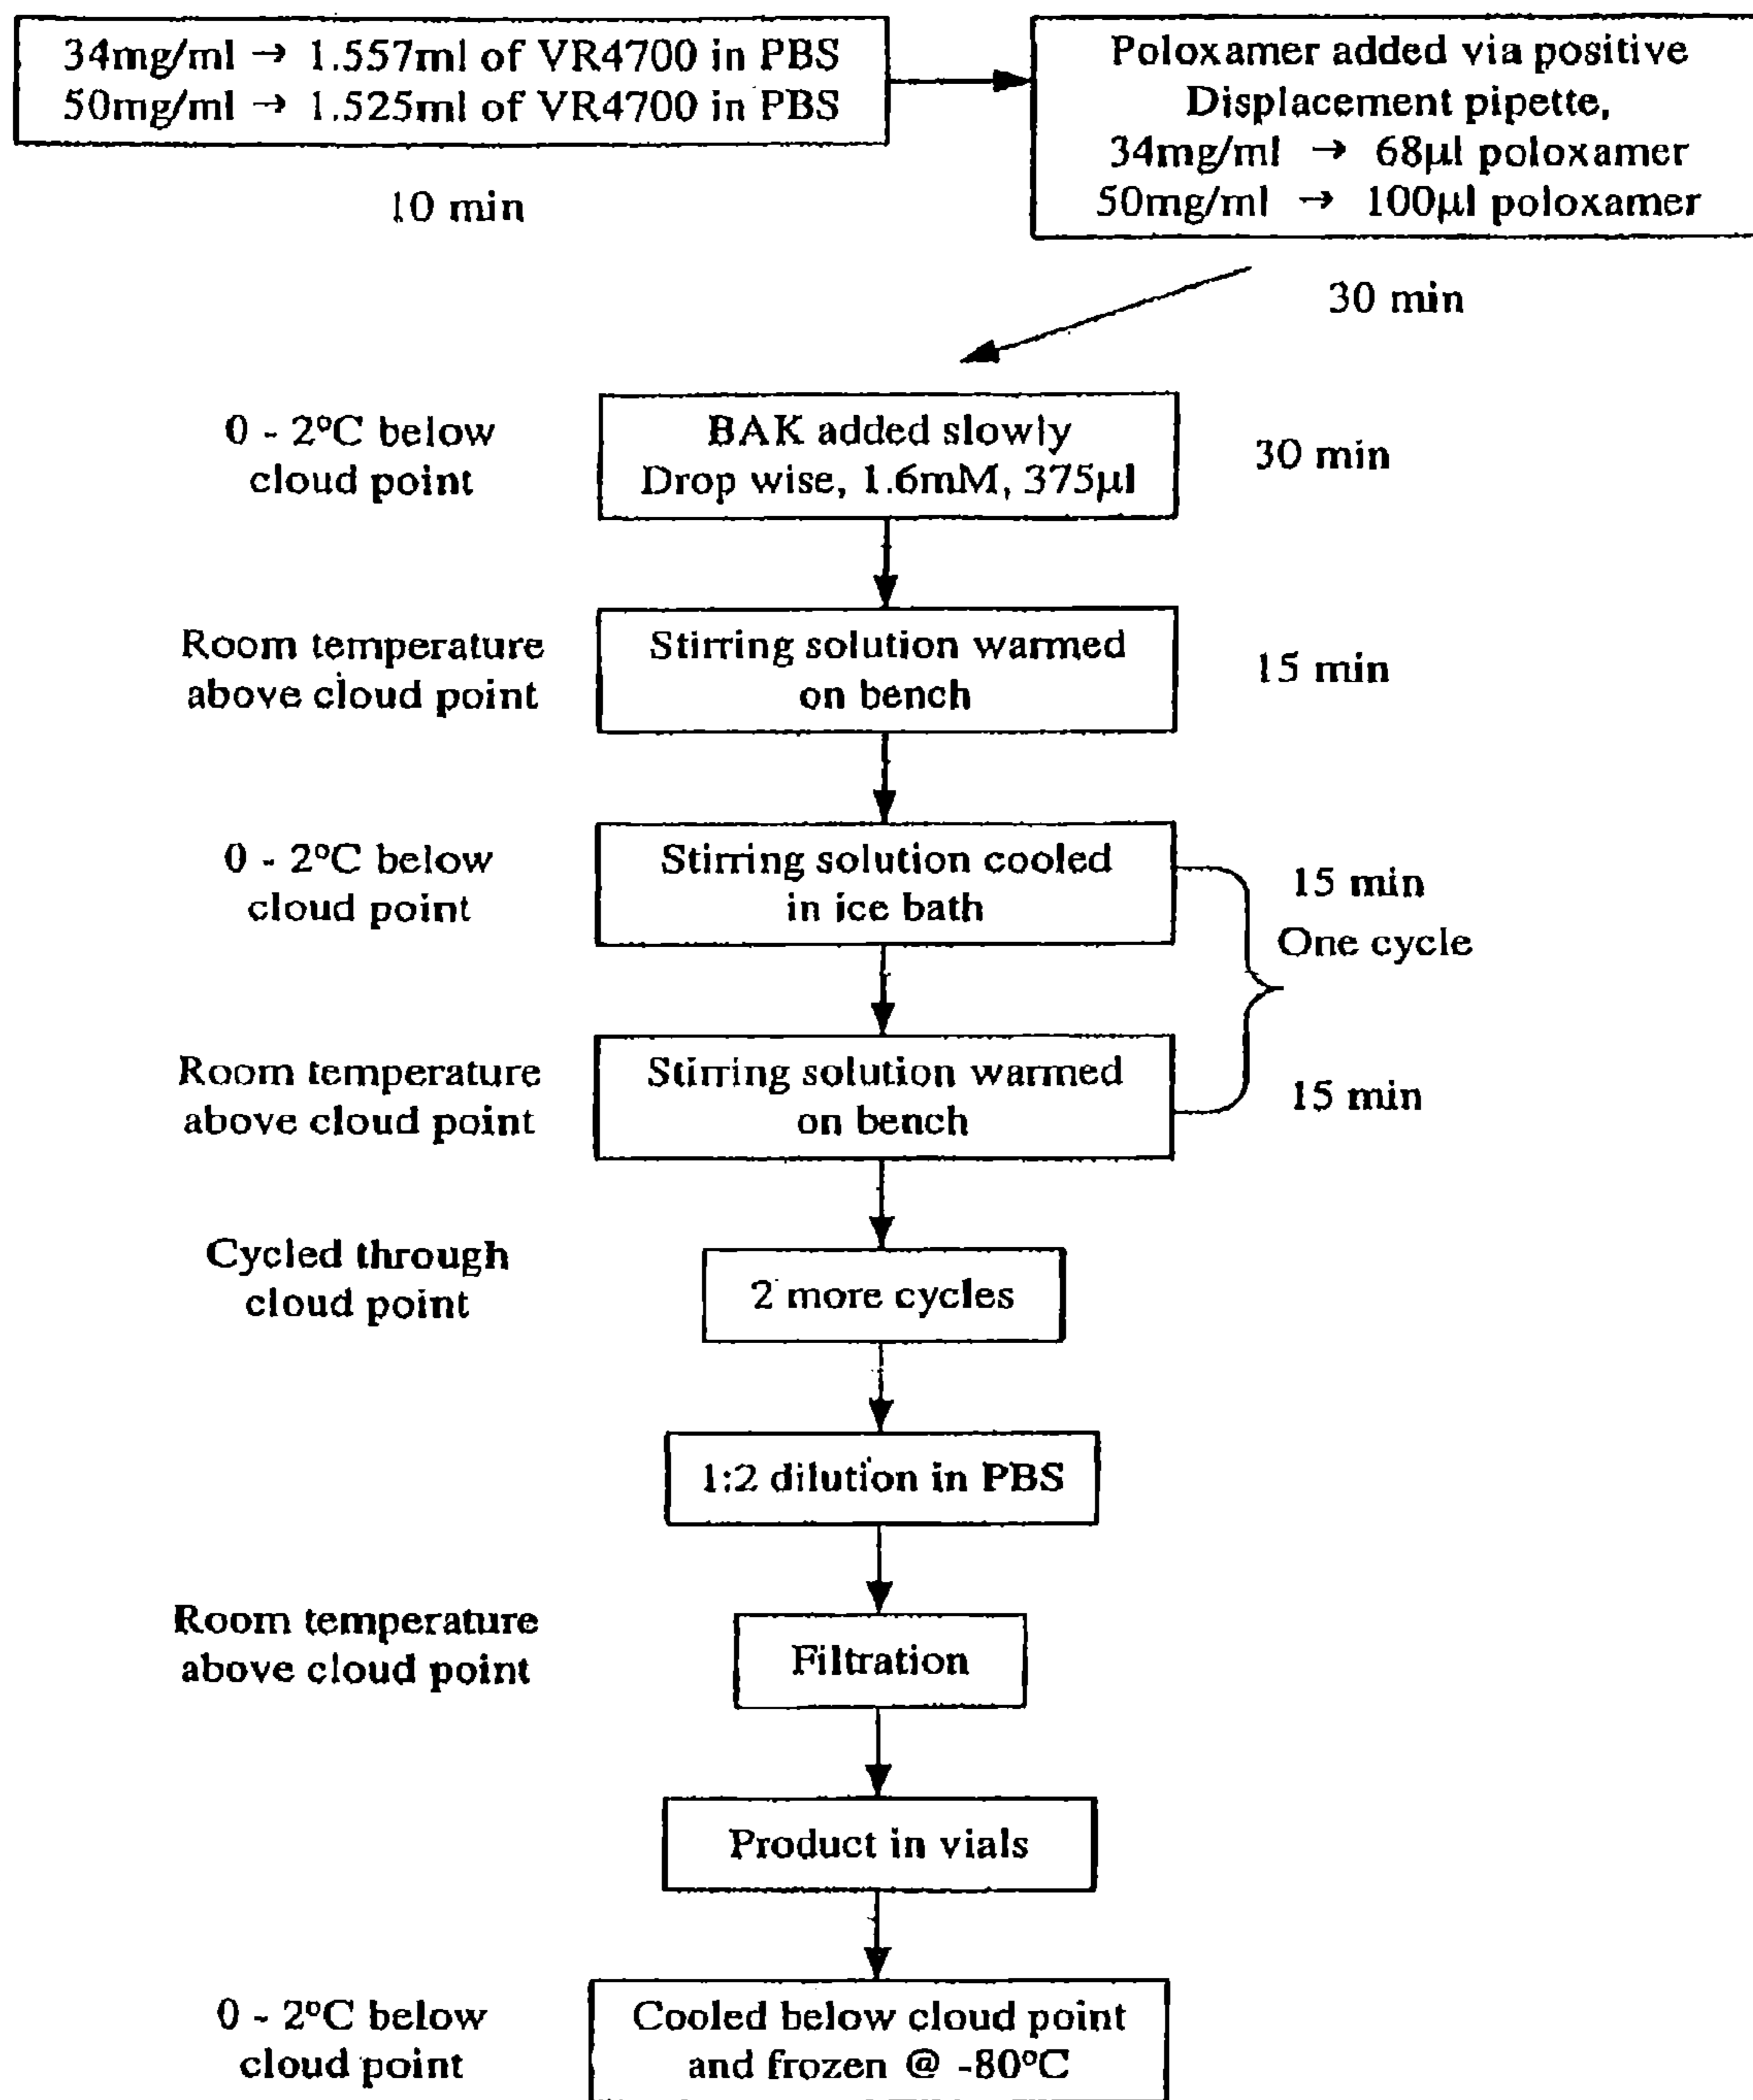 34mg/ml → 1.557ml of VR4700 in PBS
50mg/ml → 1.525ml of VR4700 in PBS
10 min
Poloxamer added via positive
Displacement pipette,
34mg/ml → 68µl poloxamer
50mg/ml → 100µl poloxamer
30 min
0 - 2°C below
cloud point
BAK added slowly
Drop wise, 1.6mM, 375µl
30 min
Room temperature
above cloud point
Stirring solution warmed
on bench
15 min
0 - 2°C below
cloud point
Stirring solution cooled
in ice bath
15 min
One cycle
Room temperature
above cloud point
Stirring solution warmed
on bench
15 min
Cycled through
cloud point
2 more cycles
1:2 dilution in PBS
Room temperature
above cloud point
Filtration
Product in vials
0 - 2°C below
cloud point
Cooled below cloud point
and frozen @ -80°C